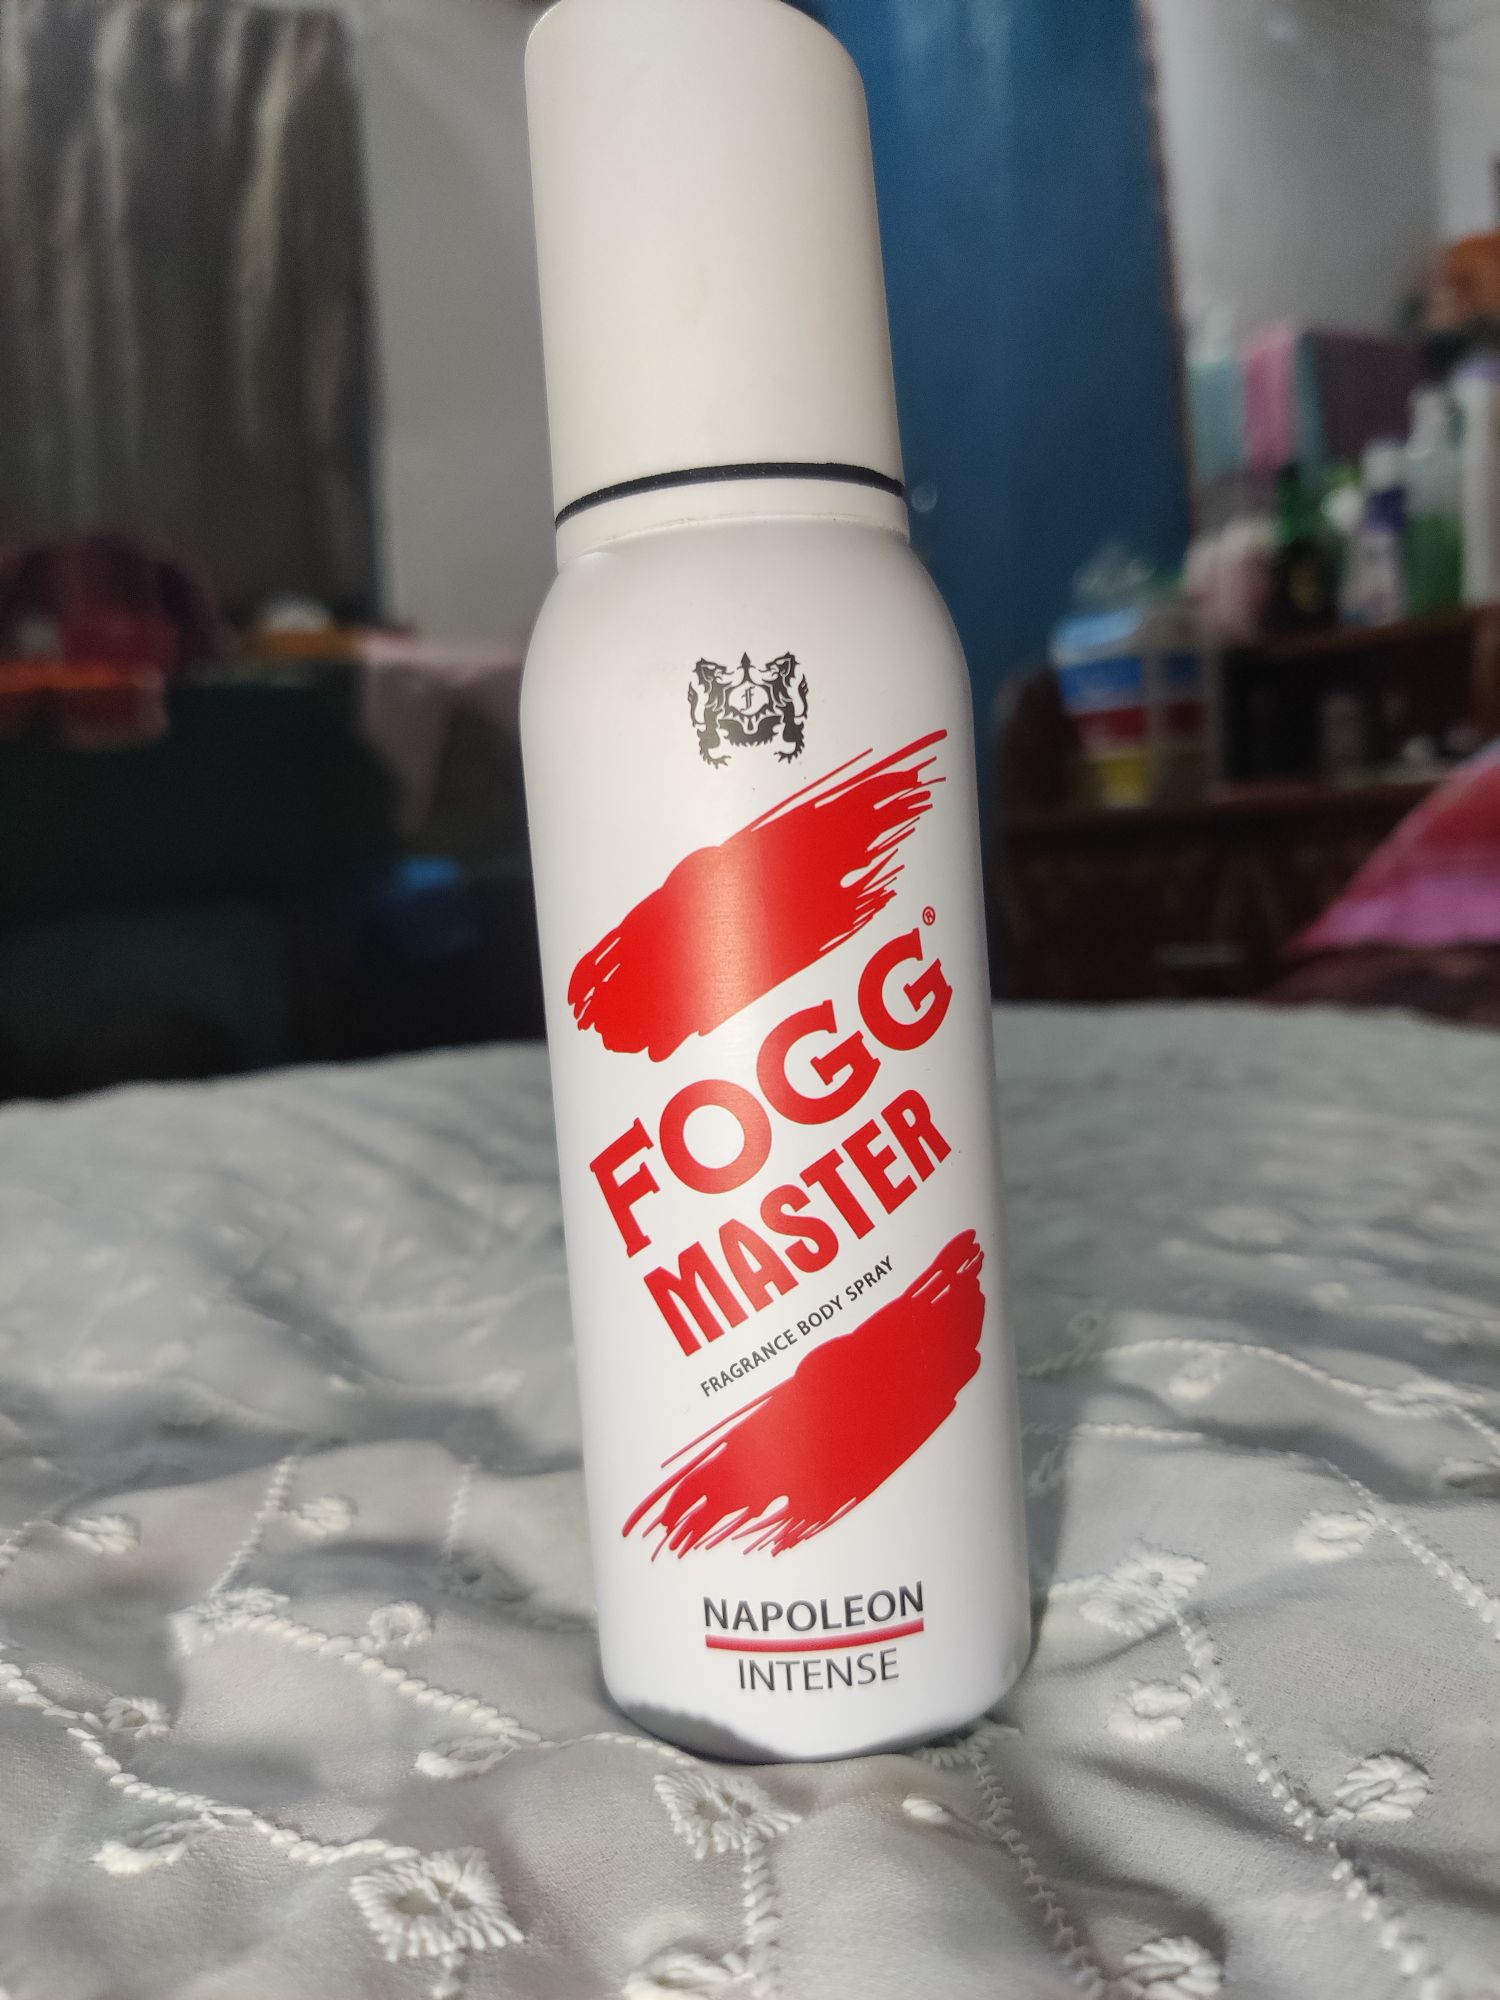 f
FOGG®
MASTER
FRAGRANCE BODY SPRAY
NAPOLEON
INTENSE